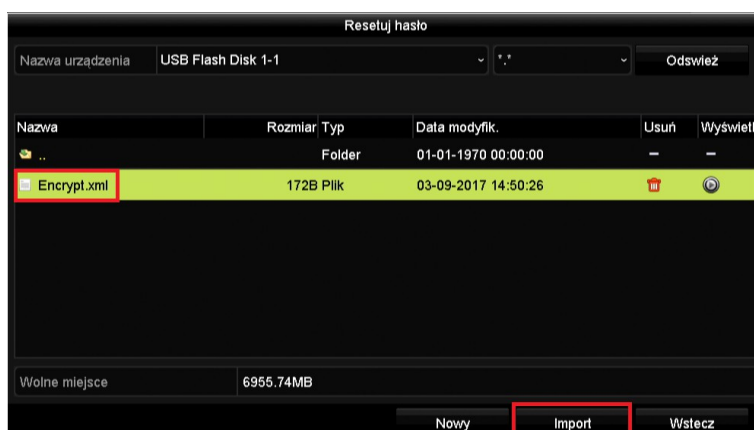 Resetuj hasło
Nazwa urządzenia USB Flash Disk 1-1 *.* Odswież
Nazwa Rozmiar Typ Data modyfik. Usuń Wyświetl
.. Folder 01-01-1970 00:00:00 – –
Encrypt.xml 172B Plik 03-09-2017 14:50:26
Wolne miejsce 6955.74MB
Nowy Import Wstecz